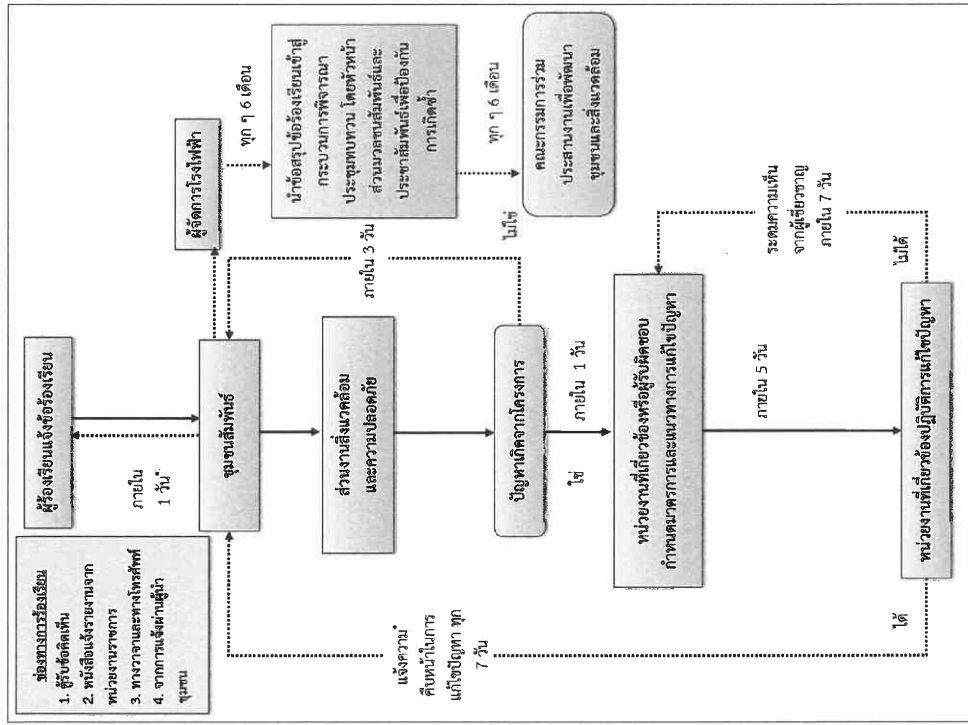 ช่องทางการร้องเรียน
1. ตู้รับข้อคิดเห็น
2. หนังสือแจ้งรายงานจาก
หน่วยงานราชการ
3. ทางวาจาและทางโทรศัพท์
4. จากการแจ้งผ่านผู้นำ
ชุมชน
ผู้ร้องเรียนแจ้งข้อร้องเรียน
ภายใน
1 วัน*
ชุมชนสัมพันธ์
ผู้จัดการโรงไฟฟ้า
ทุก ๆ 6 เดือน
นำข้อสรุปข้อร้องเรียนเข้าสู่
กระบวนการพิจารณา
ประชุมทบทวน โดยหัวหน้า
ส่วนมวลชนสัมพันธ์และ
ประชาสัมพันธ์เพื่อป้องกัน
การเกิดซ้ำ
ทุก ๆ 6 เดือน
คณะกรรมการร่วม
ประสานงานเพื่อพัฒนา
ชุมชนและสิ่งแวดล้อม
ส่วนงานสิ่งแวดล้อม
และความปลอดภัย
ภายใน 3 วัน
ไม่ใช่
ปัญหาเกิดจากโครงการ
ใช่
ภายใน 1 วัน
หน่วยงานที่เกี่ยวข้องหรือผู้รับผิดชอบ
กำหนดมาตรการและแนวทางการแก้ไขปัญหา
ภายใน 5 วัน
ระดมความเห็น
จากผู้เชี่ยวชาญ
ภายใน 7 วัน
ไม่ได้
หน่วยงานที่เกี่ยวข้องปฏิบัติการแก้ไขปัญหา
ได้
แจ้งความ*
คืบหน้าในการ
แก้ไขปัญหา ทุก
7 วัน